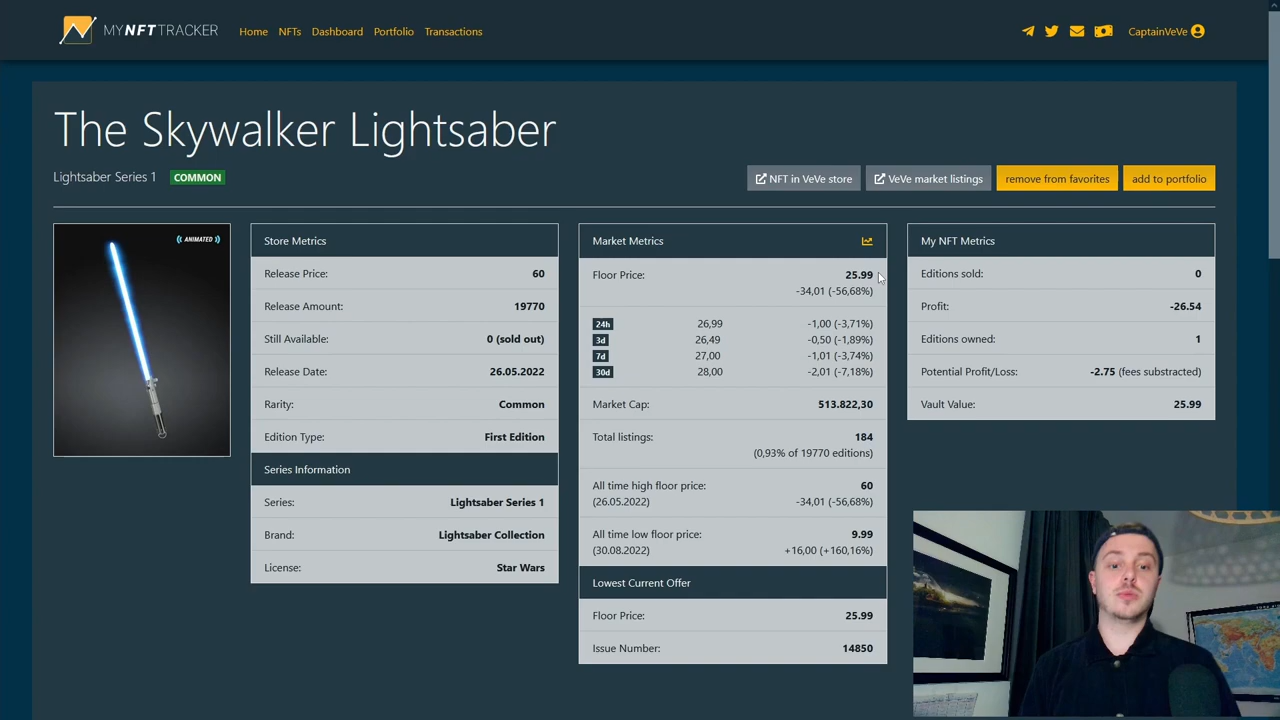 MYNFTTRACKER
Home
NFTs
Dashboard
Portfolio
Transactions
CaptainVeVe
The Skywalker Lightsaber
Lightsaber Series 1
COMMON
NFT in VeVe store
VeVe market listings
remove from favorites
add to portfolio
ANIMATED
Store Metrics
Release Price: 60
Release Amount: 19770
Still Available: 0 (sold out)
Release Date: 26.05.2022
Rarity: Common
Edition Type: First Edition
Series Information
Series: Lightsaber Series 1
Brand: Lightsaber Collection
License: Star Wars
Market Metrics
Floor Price: 25.99
-34,01 (-56,68%)
24h 26,99 -1,00 (-3,71%)
3d 26,49 -0,50 (-1,89%)
7d 27,00 -1,01 (-3,74%)
30d 28,00 -2,01 (-7,18%)
Market Cap: 513.822,30
Total listings: 184
(0,93% of 19770 editions)
All time high floor price: 60
(26.05.2022) -34,01 (-56,68%)
All time low floor price: 9.99
(30.08.2022) +16,00 (+160,16%)
Lowest Current Offer
Floor Price: 25.99
Issue Number: 14850
My NFT Metrics
Editions sold: 0
Profit: -26.54
Editions owned: 1
Potential Profit/Loss: -2.75 (fees substracted)
Vault Value: 25.99